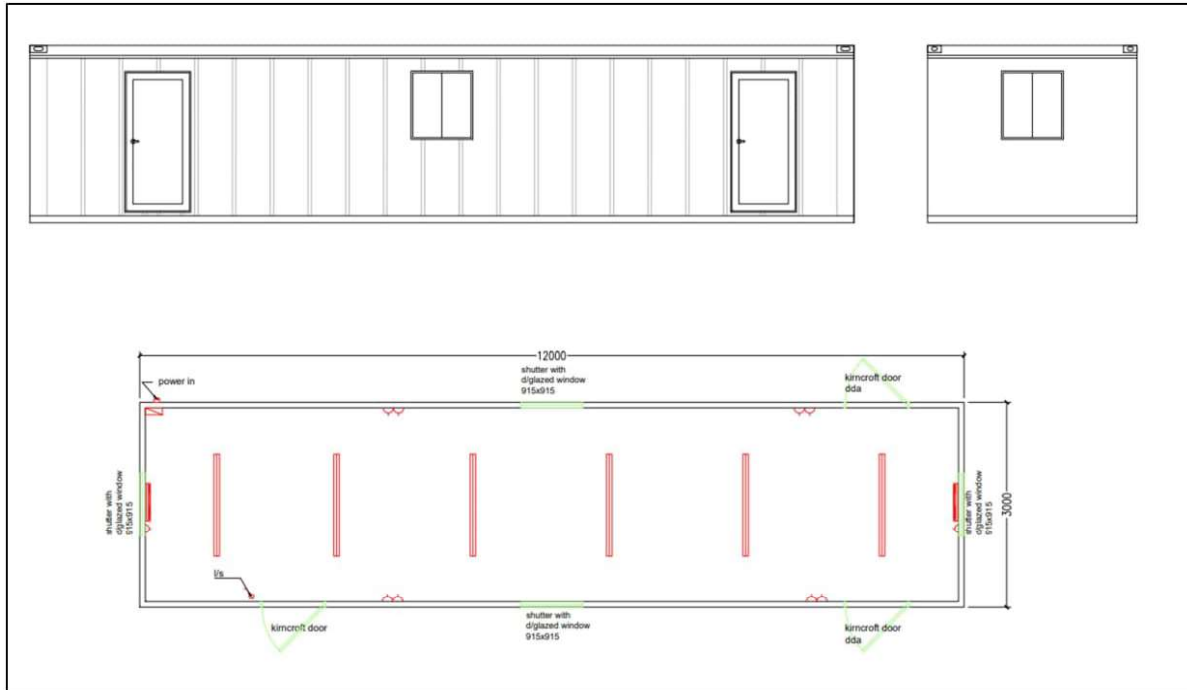 12000
power in
shutter with
d/glazed window
915x915
kirncroft door
dda
shutter with
d/glazed window
915x915
shutter with
d/glazed window
915x915
3000
l/s
kirncroft door
shutter with
d/glazed window
915x915
kirncroft door
dda